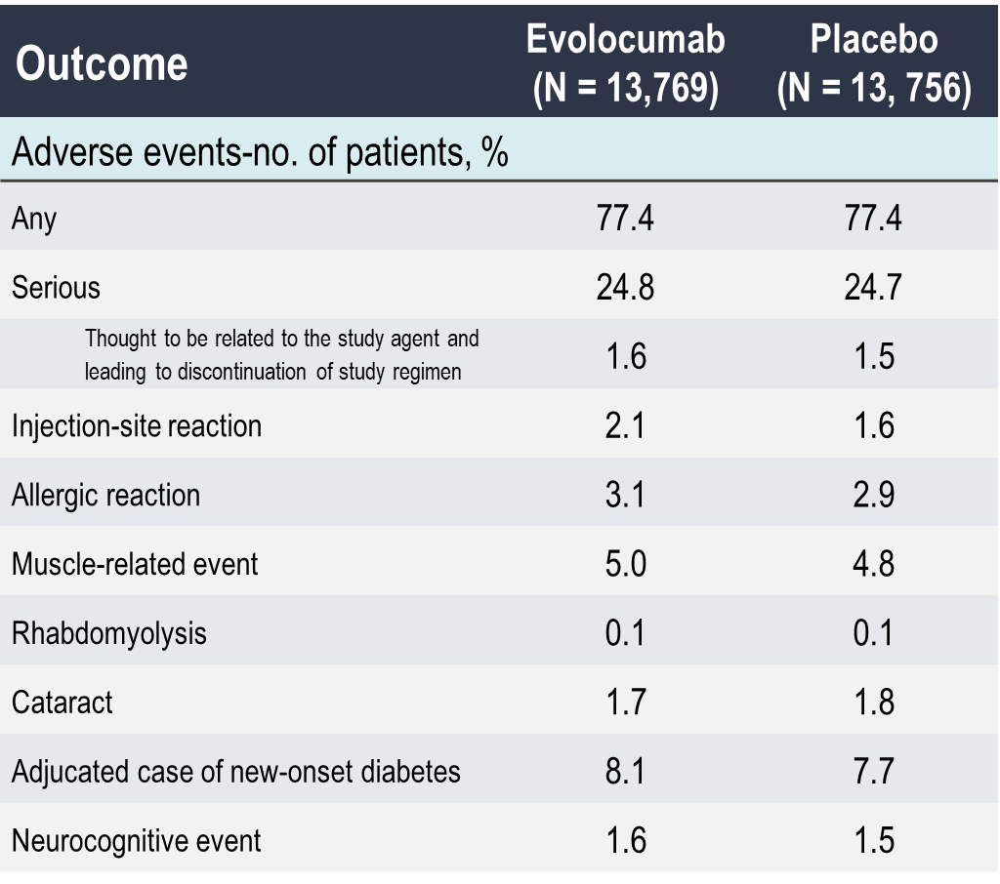 Outcome Evolocumab (N = 13,769) Placebo (N = 13, 756)
Adverse events-no. of patients, %
Any 77.4 77.4
Serious 24.8 24.7
Thought to be related to the study agent and
leading to discontinuation of study regimen 1.6 1.5
Injection-site reaction 2.1 1.6
Allergic reaction 3.1 2.9
Muscle-related event 5.0 4.8
Rhabdomyolysis 0.1 0.1
Cataract 1.7 1.8
Adjucated case of new-onset diabetes 8.1 7.7
Neurocognitive event 1.6 1.5